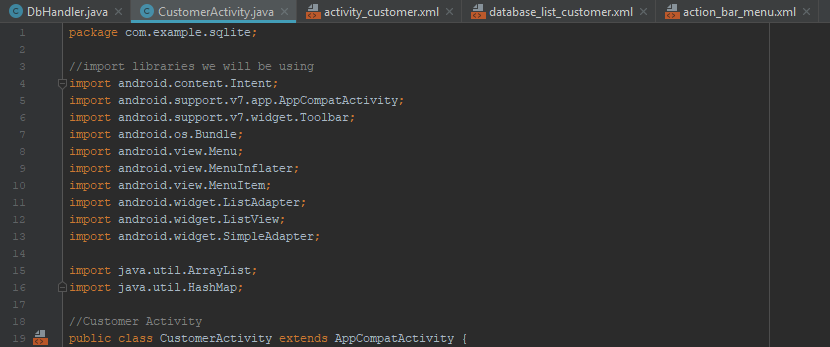 DbHandler.java CustomerActivity.java activity_customer.xml database_list_customer.xml action_bar_menu.xml
1 package com.example.sqlite;
2
3 //import libraries we will be using
4 import android.content.Intent;
5 import android.support.v7.app.AppCompatActivity;
6 import android.support.v7.widget.Toolbar;
7 import android.os.Bundle;
8 import android.view.Menu;
9 import android.view.MenuInflater;
10 import android.view.MenuItem;
11 import android.widget.ListAdapter;
12 import android.widget.ListView;
13 import android.widget.SimpleAdapter;
14
15 import java.util.ArrayList;
16 import java.util.HashMap;
17
18 //Customer Activity
19 public class CustomerActivity extends AppCompatActivity {